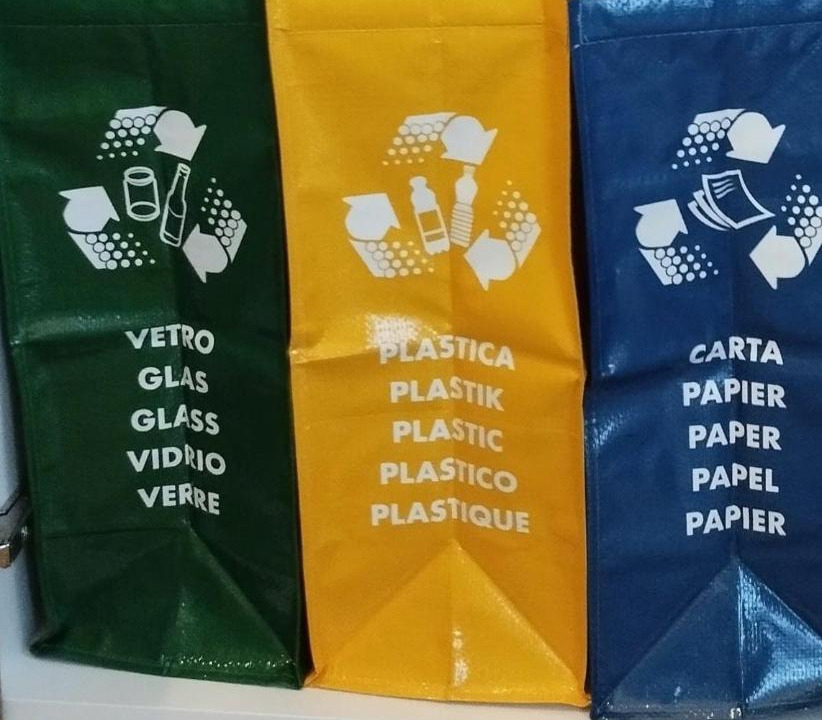 VETRO
GLAS
GLASS
VIDRIO
VERRE
PLASTICA
PLASTIK
PLASTIC
PLASTICO
PLASTIQUE
CARTA
PAPIER
PAPER
PAPEL
PAPIER